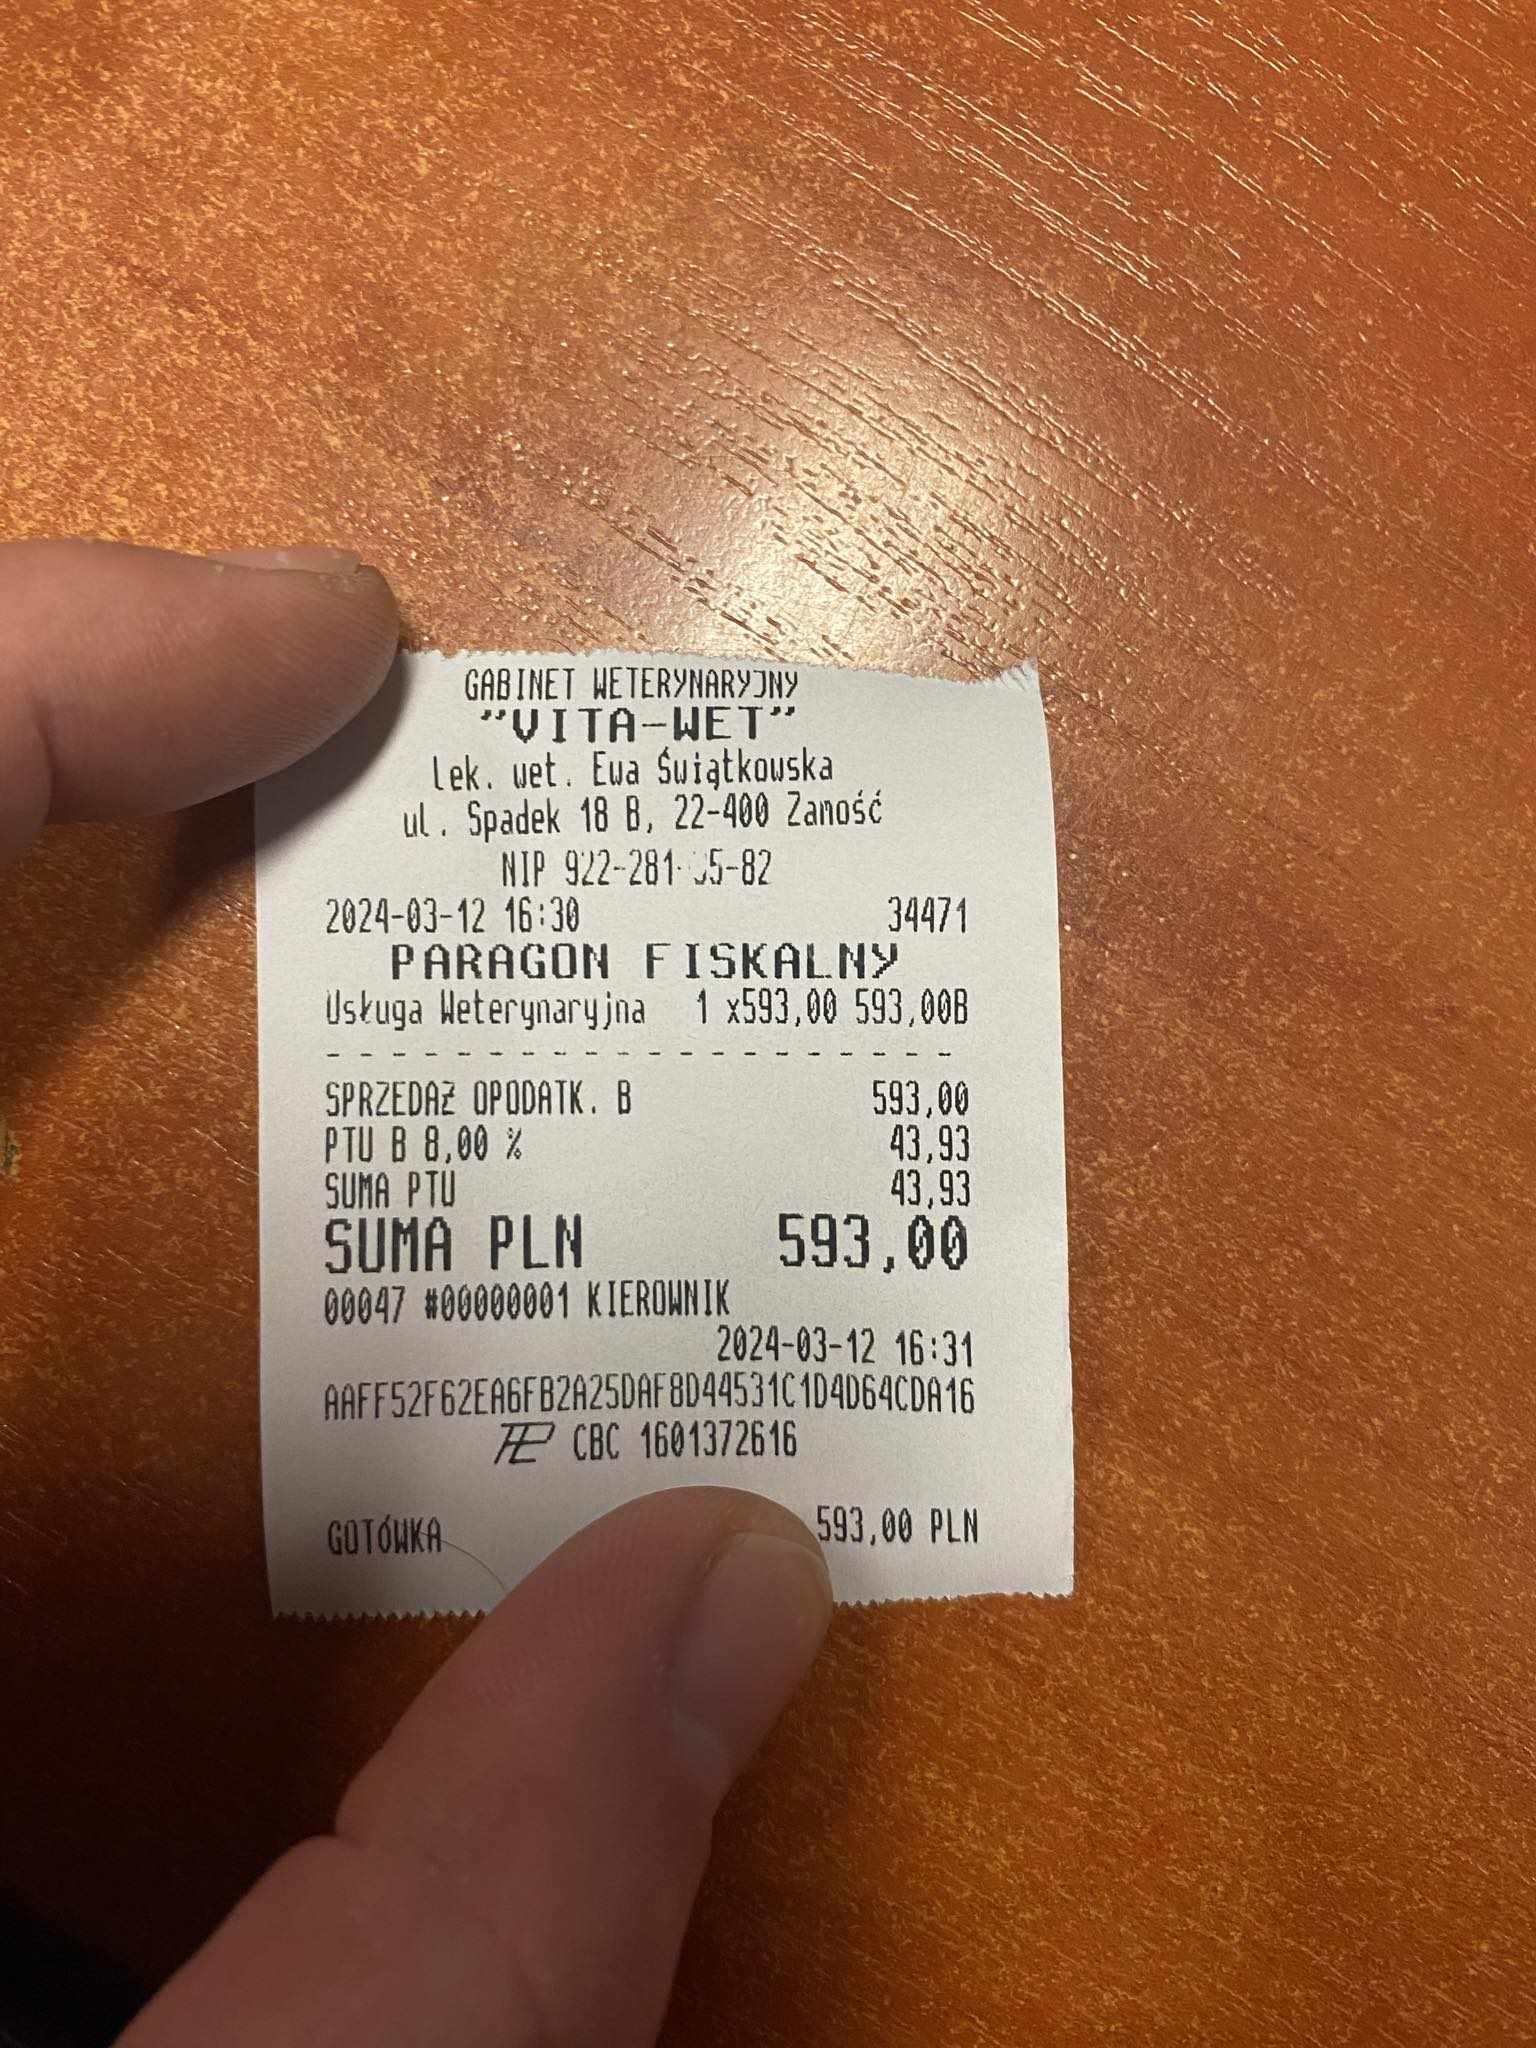 GABINET WETERYNARYJNY
"VITA-WET"
lek. wet. Ewa Świątkowska
ul. Spadek 18 B, 22-400 Zamość
NIP
2024-03-12 16:30 34471
PARAGON FISKALNY
Usługa Weterynaryjna 1 x593,00 593,00B
- - - - - - - - - - - - - - - - - - - -
SPRZEDAŻ OPODATK. B 593,00
PTU B 8,00 % 43,93
SUMA PTU 43,93
SUMA PLN 593,00
00047 #00000001 KIEROWNIK
2024-03-12 16:31
AAFF52F62EA6FB2A25DAF8D44531C1D4D64CDA16
CBC 1601372616
GOTÓWKA 593,00 PLN